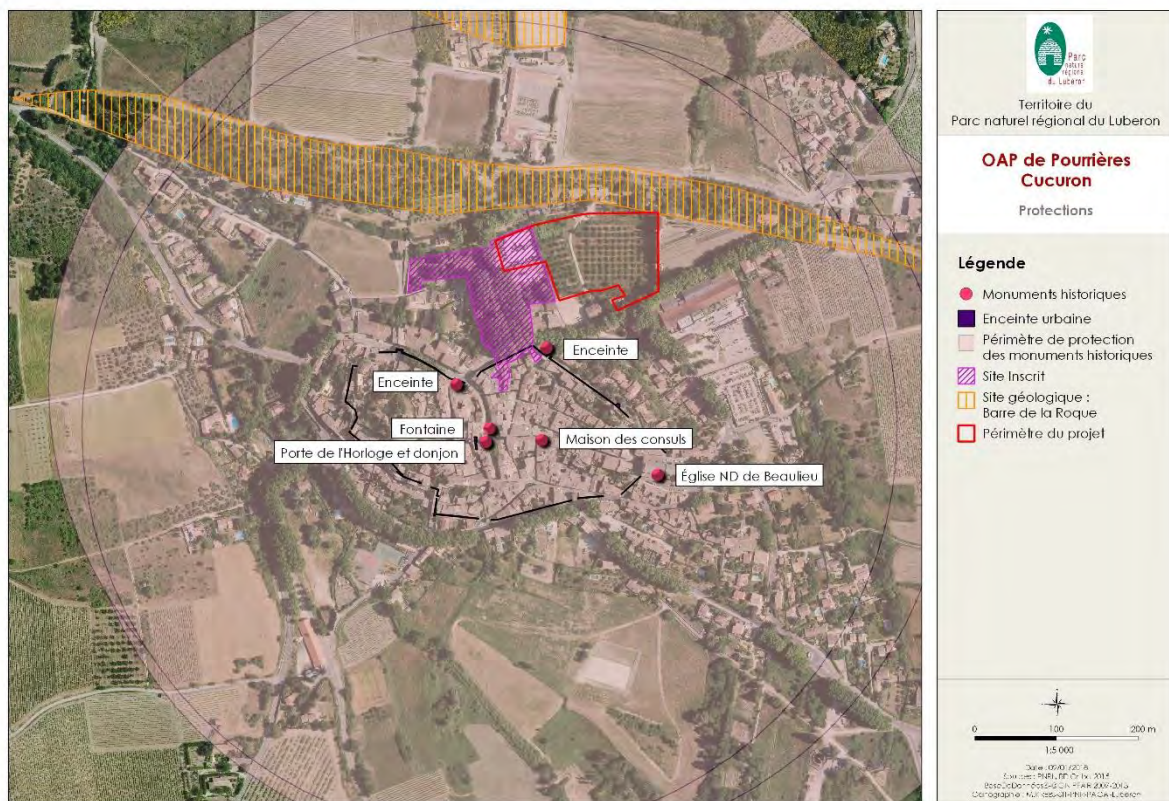 Enceinte
Enceinte
Fontaine
Porte de l'Horloge et donjon
Maison des consuls
Église ND de Beaulieu
Parc
naturel
régional
du Luberon
Territoire du
Parc naturel régional du Luberon
OAP de Pourrières
Cucuron
Protections
Légende
Monuments historiques
Enceinte urbaine
Périmètre de protection
des monuments historiques
Site Inscrit
Site géologique :
Barre de la Roque
Périmètre du projet
0 100 200 m
1:5 000
Date :
Sources :